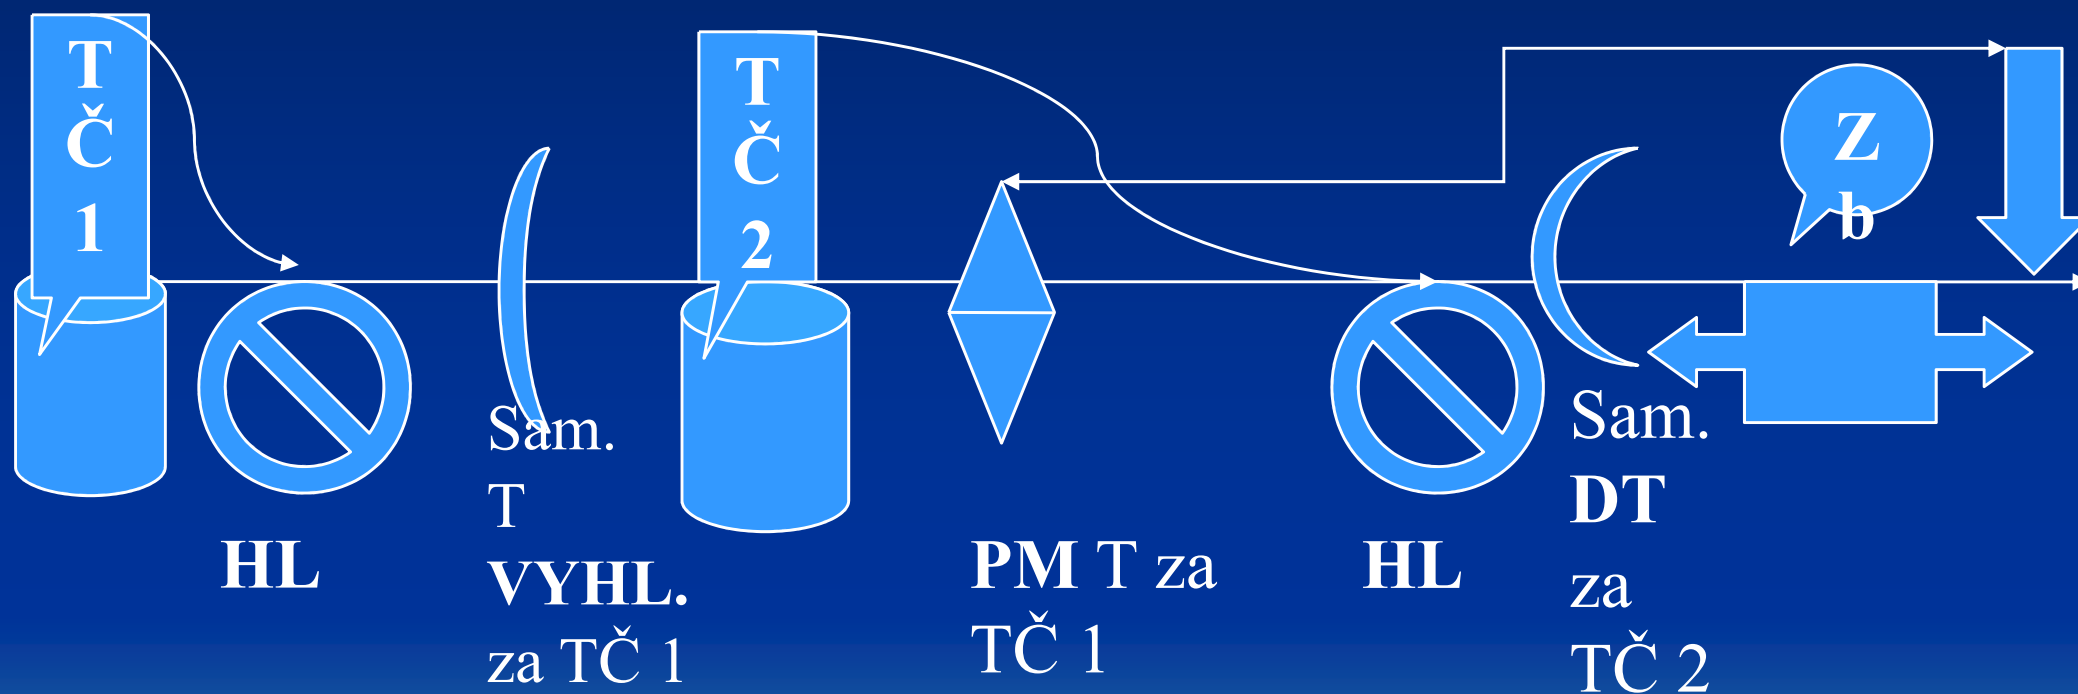 T
Č
1
T
Č
2
Z
b
HL
Sam.
T
VYHL.
za TČ 1
PM T za
TČ 1
HL
Sam.
DT
za
TČ 2